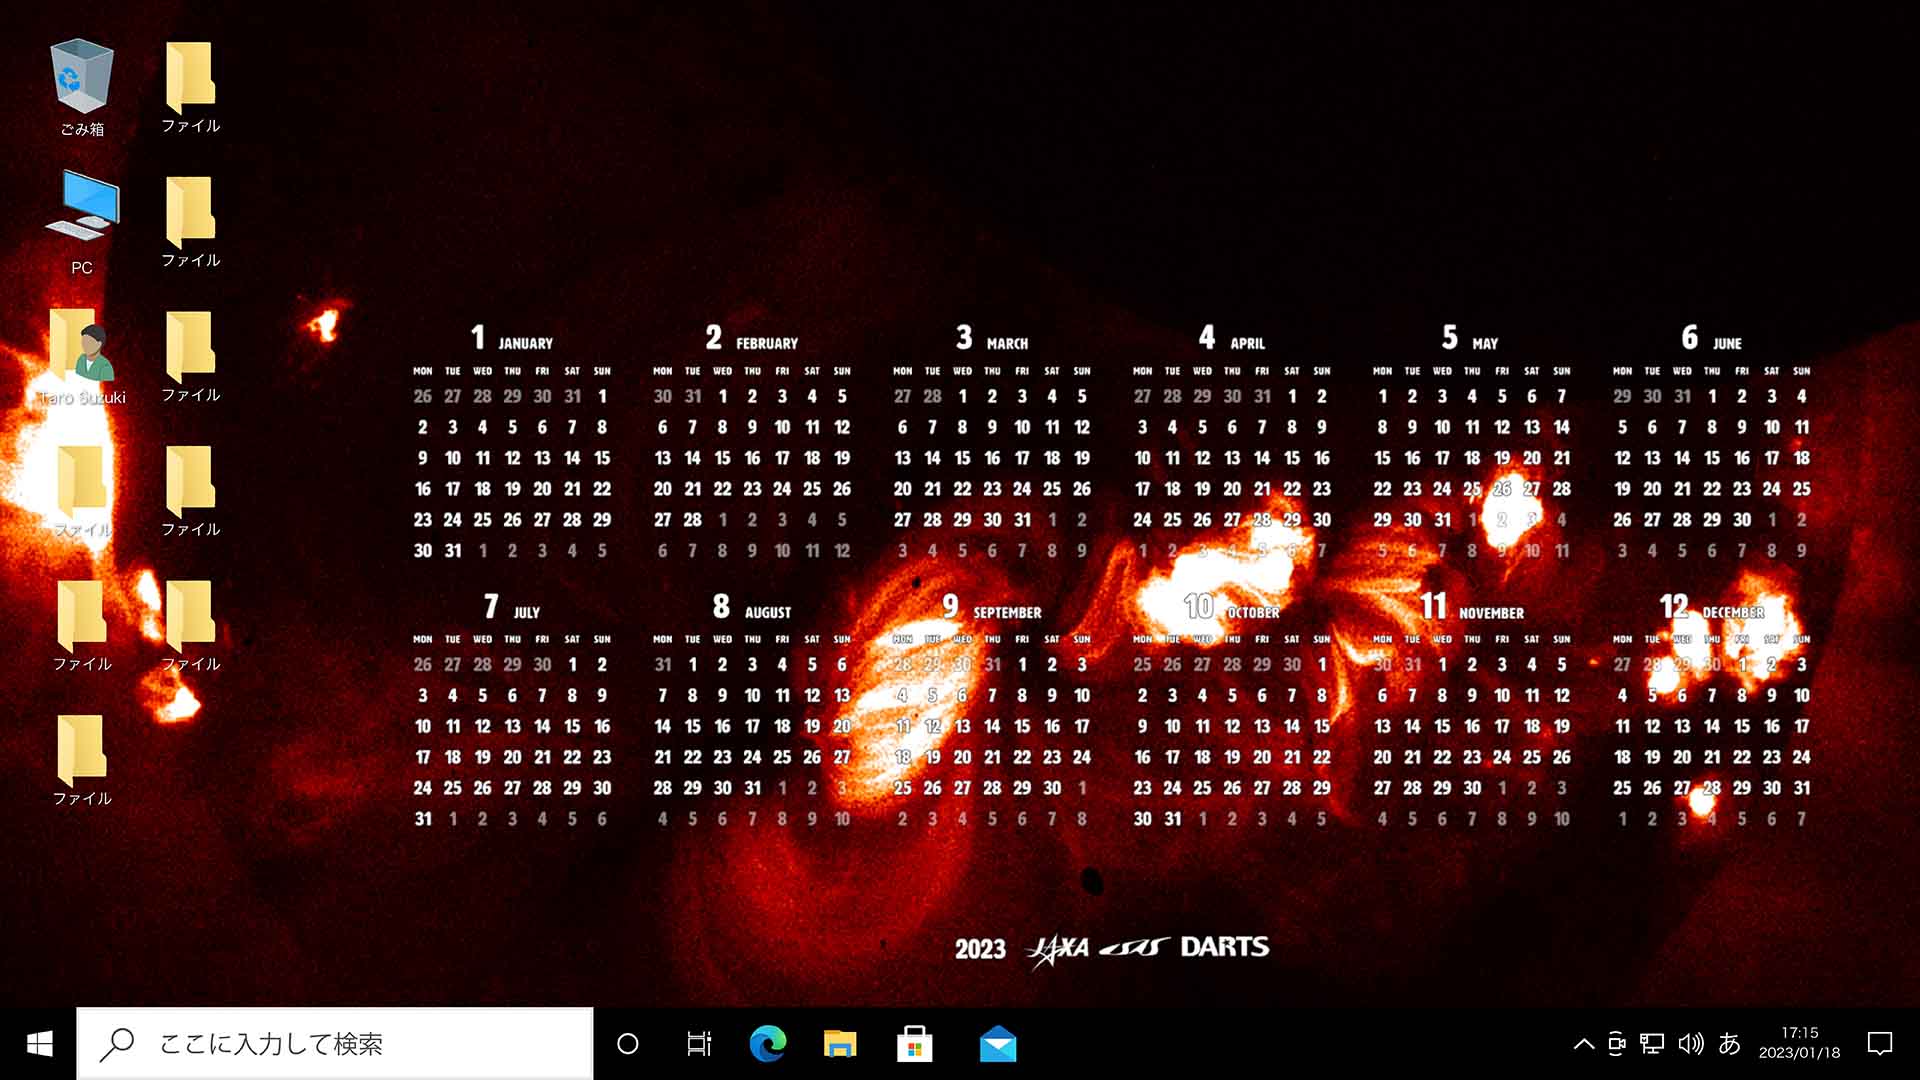 ごみ箱
ファイル
PC
ファイル
Taro Suzuki
ファイル
ファイル
ファイル
ファイル
ファイル
ファイル
1 JANUARY
MON TUE WED THU FRI SAT SUN
26 27 28 29 30 31 1
2 3 4 5 6 7 8
9 10 11 12 13 14 15
16 17 18 19 20 21 22
23 24 25 26 27 28 29
30 31 1 2 3 4 5
2 FEBRUARY
MON TUE WED THU FRI SAT SUN
30 31 1 2 3 4 5
6 7 8 9 10 11 12
13 14 15 16 17 18 19
20 21 22 23 24 25 26
27 28 1 2 3 4 5
6 7 8 9 10 11 12
3 MARCH
MON TUE WED THU FRI SAT SUN
27 28 1 2 3 4 5
6 7 8 9 10 11 12
13 14 15 16 17 18 19
20 21 22 23 24 25 26
27 28 29 30 31 1 2
3 4 5 6 7 8 9
4 APRIL
MON TUE WED THU FRI SAT SUN
27 28 29 30 31 1 2
3 4 5 6 7 8 9
10 11 12 13 14 15 16
17 18 19 20 21 22 23
24 25 26 27 28 29 30
1 2 3 4 5 6 7
5 MAY
MON TUE WED THU FRI SAT SUN
1 2 3 4 5 6 7
8 9 10 11 12 13 14
15 16 17 18 19 20 21
22 23 24 25 26 27 28
29 30 31 1 2 3 4
5 6 7 8 9 10 11
6 JUNE
MON TUE WED THU FRI SAT SUN
29 30 31 1 2 3 4
5 6 7 8 9 10 11
12 13 14 15 16 17 18
19 20 21 22 23 24 25
26 27 28 29 30 1 2
3 4 5 6 7 8 9
7 JULY
MON TUE WED THU FRI SAT SUN
26 27 28 29 30 1 2
3 4 5 6 7 8 9
10 11 12 13 14 15 16
17 18 19 20 21 22 23
24 25 26 27 28 29 30
31 1 2 3 4 5 6
8 AUGUST
MON TUE WED THU FRI SAT SUN
31 1 2 3 4 5 6
7 8 9 10 11 12 13
14 15 16 17 18 19 20
21 22 23 24 25 26 27
28 29 30 31 1 2 3
4 5 6 7 8 9 10
9 SEPTEMBER
MON TUE WED THU FRI SAT SUN
28 29 30 31 1 2 3
4 5 6 7 8 9 10
11 12 13 14 15 16 17
18 19 20 21 22 23 24
25 26 27 28 29 30 1
2 3 4 5 6 7 8
10 OCTOBER
MON TUE WED THU FRI SAT SUN
25 26 27 28 29 30 1
2 3 4 5 6 7 8
9 10 11 12 13 14 15
16 17 18 19 20 21 22
23 24 25 26 27 28 29
30 31 1 2 3 4 5
11 NOVEMBER
MON TUE WED THU FRI SAT SUN
30 31 1 2 3 4 5
6 7 8 9 10 11 12
13 14 15 16 17 18 19
20 21 22 23 24 25 26
27 28 29 30 1 2 3
4 5 6 7 8 9 10
12 DECEMBER
MON TUE WED THU FRI SAT SUN
27 28 29 30 1 2 3
4 5 6 7 8 9 10
11 12 13 14 15 16 17
18 19 20 21 22 23 24
25 26 27 28 29 30 31
1 2 3 4 5 6 7
2023 JAXA ISAS DARTS
ここに入力して検索
あ
17:15
2023/01/18